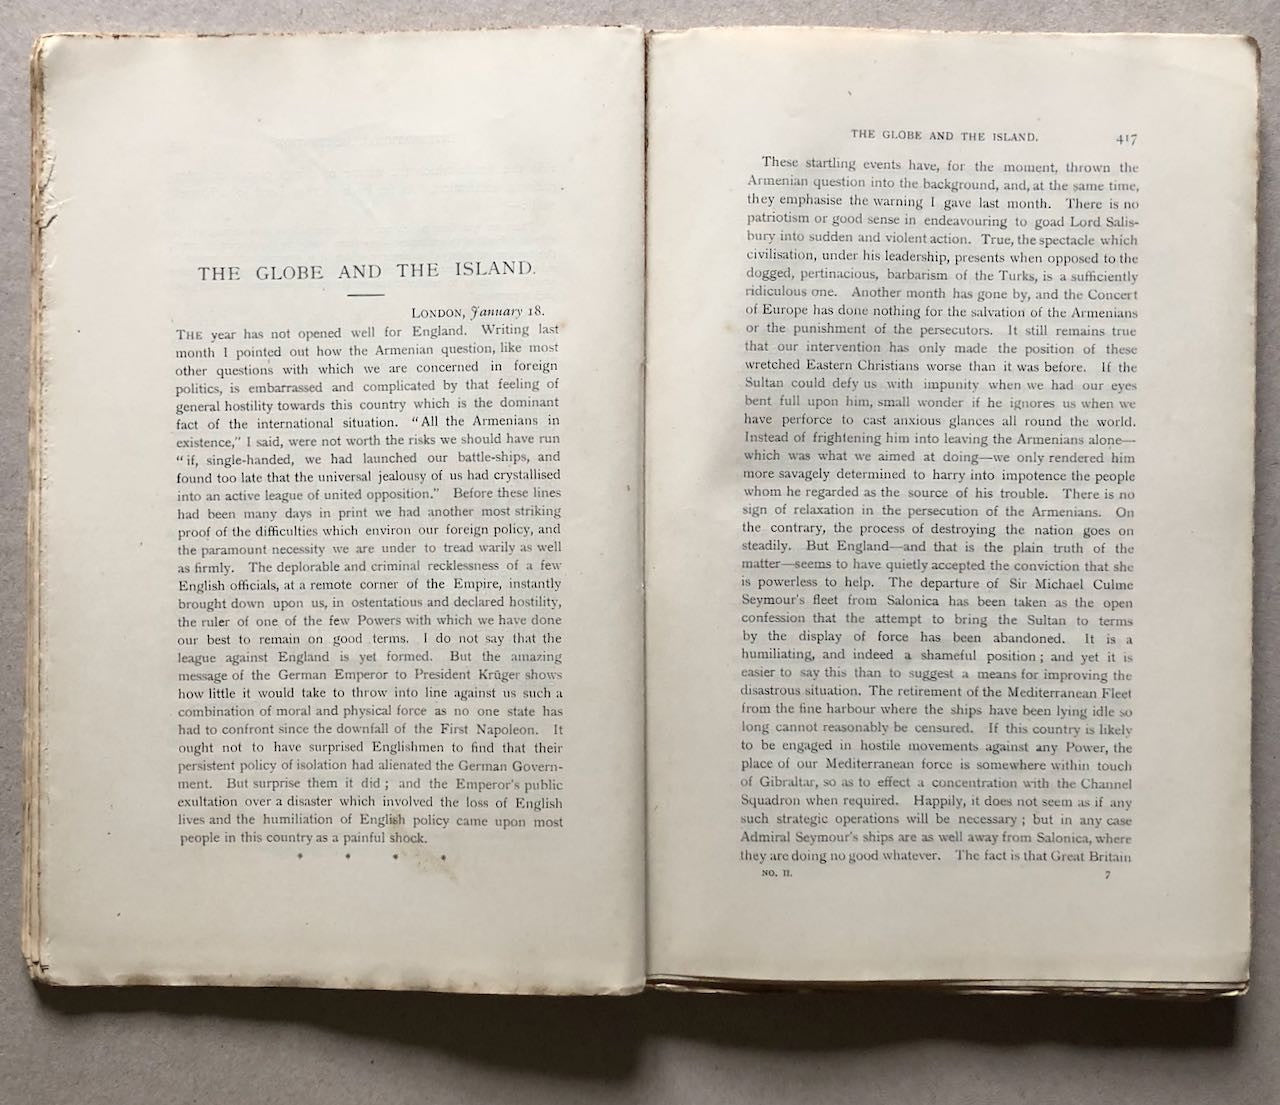 THE GLOBE AND THE ISLAND.
LONDON, January 18.
THE year has not opened well for England. Writing last
month I pointed out how the Armenian question, like most
other questions with which we are concerned in foreign
politics, is embarrassed and complicated by that feeling of
general hostility towards this country which is the dominant
fact of the international situation. "All the Armenians in
existence," I said, were not worth the risks we should have run
"if, single-handed, we had launched our battle-ships, and
found too late that the universal jealousy of us had crystallised
into an active league of united opposition." Before these lines
had been many days in print we had another most striking
proof of the difficulties which environ our foreign policy, and
the paramount necessity we are under to tread warily as well
as firmly. The deplorable and criminal recklessness of a few
English officials, at a remote corner of the Empire, instantly
brought down upon us, in ostentatious and declared hostility,
the ruler of one of the few Powers with which we have done
our best to remain on good terms. I do not say that the
league against England is yet formed. But the amazing
message of the German Emperor to President Krüger shows
how little it would take to throw into line against us such a
combination of moral and physical force as no one state has
had to confront since the downfall of the First Napoleon. It
ought not to have surprised Englishmen to find that their
persistent policy of isolation had alienated the German Govern-
ment. But surprise them it did; and the Emperor's public
exultation over a disaster which involved the loss of English
lives and the humiliation of English policy came upon most
people in this country as a painful shock.
* * * *
THE GLOBE AND THE ISLAND. 417
These startling events have, for the moment, thrown the
Armenian question into the background, and, at the same time,
they emphasise the warning I gave last month. There is no
patriotism or good sense in endeavouring to goad Lord Salis-
bury into sudden and violent action. True, the spectacle which
civilisation, under his leadership, presents when opposed to the
dogged, pertinacious, barbarism of the Turks, is a sufficiently
ridiculous one. Another month has gone by, and the Concert
of Europe has done nothing for the salvation of the Armenians
or the punishment of the persecutors. It still remains true
that our intervention has only made the position of these
wretched Eastern Christians worse than it was before. If the
Sultan could defy us with impunity when we had our eyes
bent full upon him, small wonder if he ignores us when we
have perforce to cast anxious glances all round the world.
Instead of frightening him into leaving the Armenians alone—
which was what we aimed at doing—we only rendered him
more savagely determined to harry into impotence the people
whom he regarded as the source of his trouble. There is no
sign of relaxation in the persecution of the Armenians. On
the contrary, the process of destroying the nation goes on
steadily. But England—and that is the plain truth of the
matter—seems to have quietly accepted the conviction that she
is powerless to help. The departure of Sir Michael Culme
Seymour's fleet from Salonica has been taken as the open
confession that the attempt to bring the Sultan to terms
by the display of force has been abandoned. It is a
humiliating, and indeed a shameful position; and yet it is
easier to say this than to suggest a means for improving the
disastrous situation. The retirement of the Mediterranean Fleet
from the fine harbour where the ships have been lying idle so
long cannot reasonably be censured. If this country is likely
to be engaged in hostile movements against any Power, the
place of our Mediterranean force is somewhere within touch
of Gibraltar, so as to effect a concentration with the Channel
Squadron when required. Happily, it does not seem as if any
such strategic operations will be necessary; but in any case
Admiral Seymour's ships are as well away from Salonica, where
they are doing no good whatever. The fact is that Great Britain
NO. II. 7